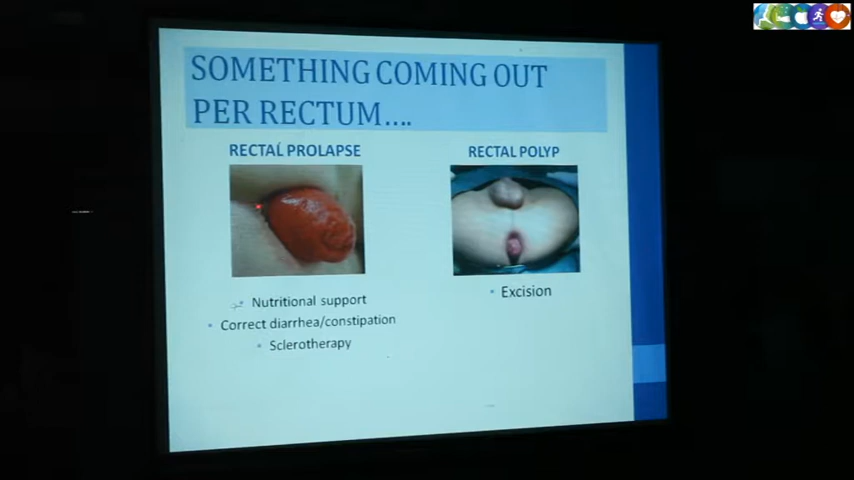 SOMETHING COMING OUT
PER RECTUM....
RECTAL PROLAPSE
RECTAL POLYP
• Nutritional support
• Correct diarrhea/constipation
• Sclerotherapy
• Excision